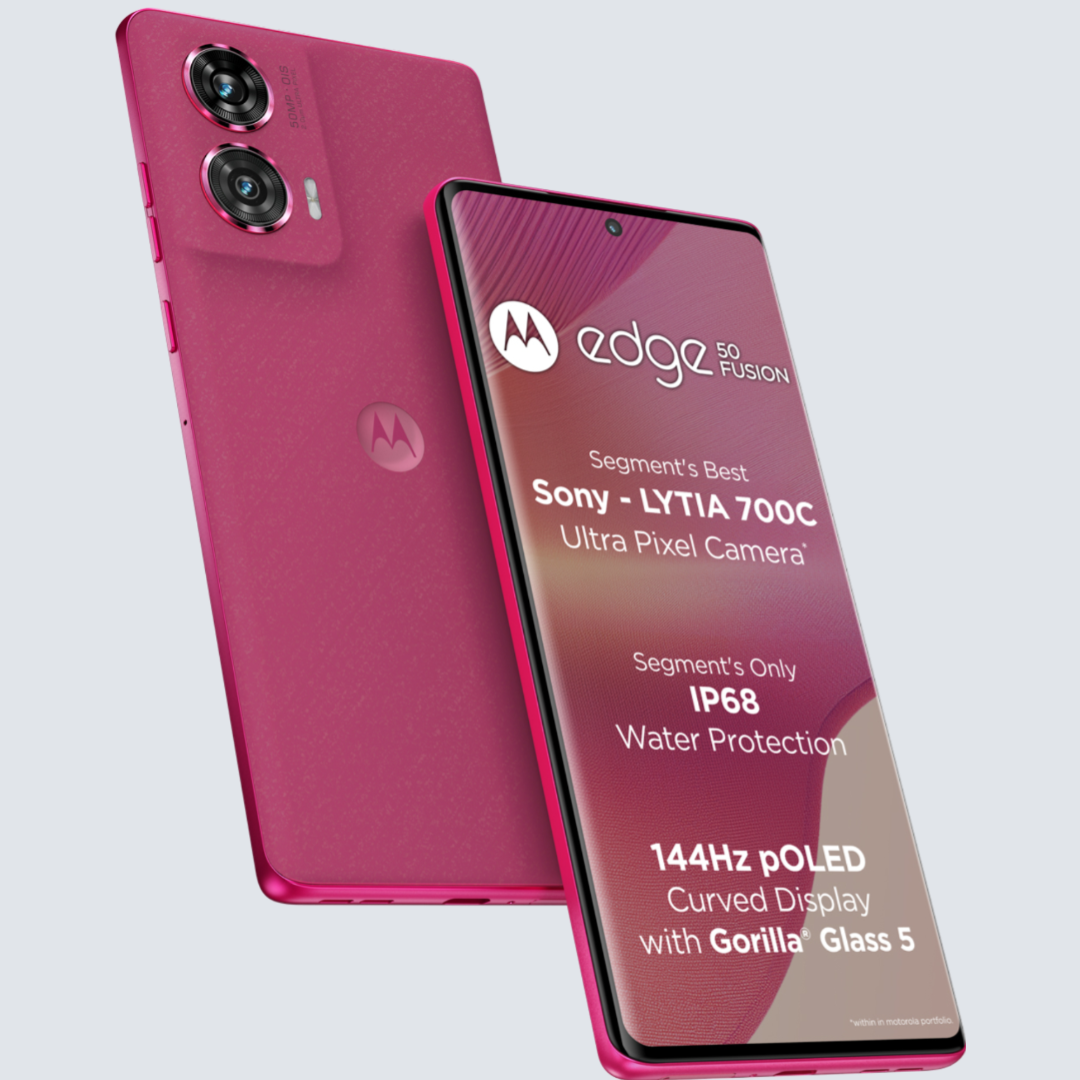 50MP · OIS
edge 50
FUSION
Segment's Best
Sony - LYTIA 700C
Ultra Pixel Camera*
Segment's Only
IP68
Water Protection
144Hz pOLED
Curved Display
with Gorilla® Glass 5
*within in motorola portfolio.